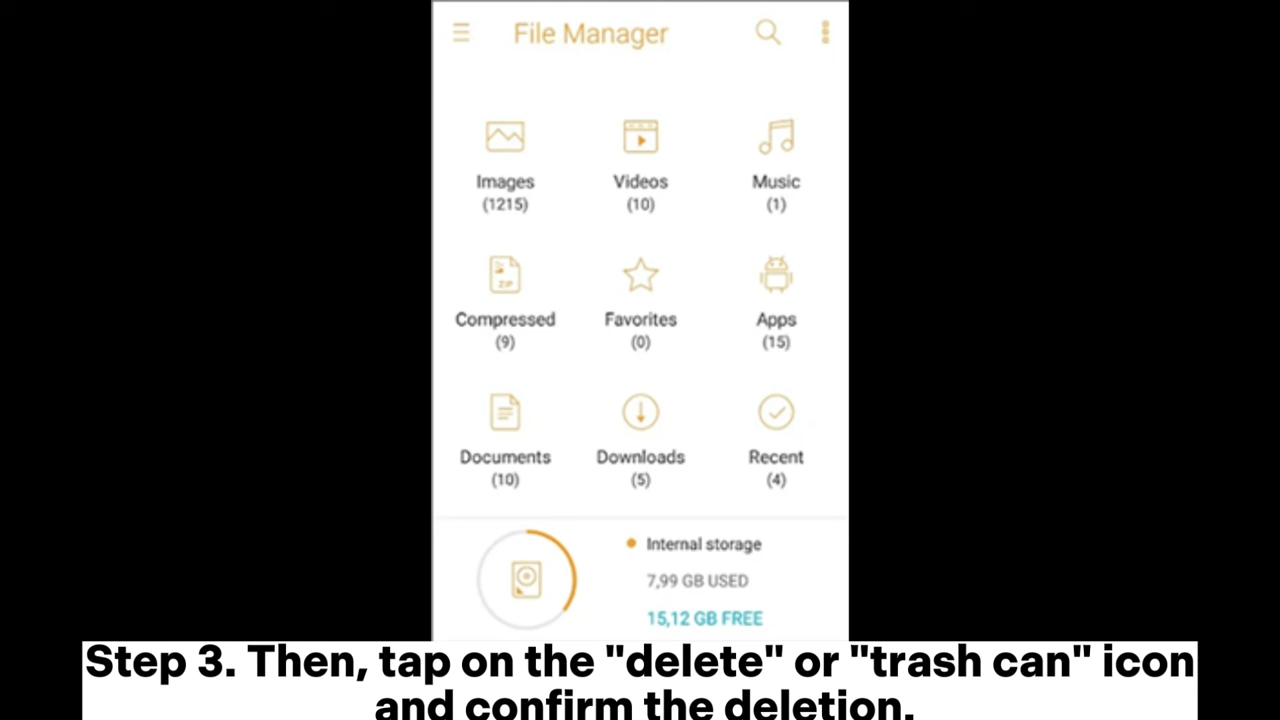 File Manager
Images
(1215)
Videos
(10)
Music
(1)
Compressed
(9)
ZIP
Favorites
(0)
Apps
(15)
Documents
(10)
Downloads
(5)
Recent
(4)
Internal storage
7,99 GB USED
15,12 GB FREE
Step 3. Then, tap on the "delete" or "trash can" icon
and confirm the deletion.